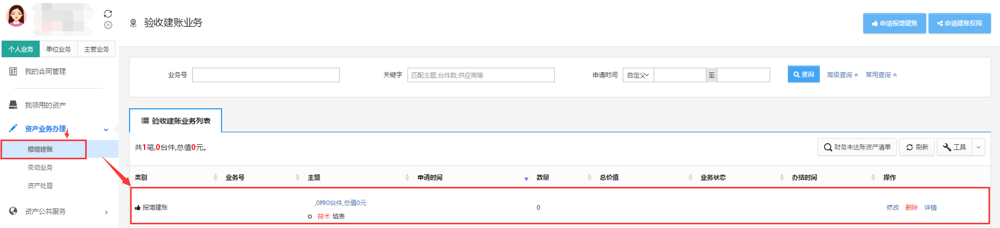 验收建账业务
申请报增建账
申请建账权限
个人业务 单位业务 主管业务
我的合同管理
我领用的资产
资产业务办理
报增建账
变动业务
资产处置
资产公共服务
业务号
关键字 匹配主题,台件数,供应商等
申请时间 自定义 至
查询 高级查询 常用查询
验收建账业务列表
共1笔,0台件,总值0元。
财务未达账资产清单 刷新 工具
类别 业务号 主题 申请时间 数量 总价值 业务状态 办结时间 操作
报增建账
,0种0台件,总值0元
技术 填表
0
修改 删除 详情